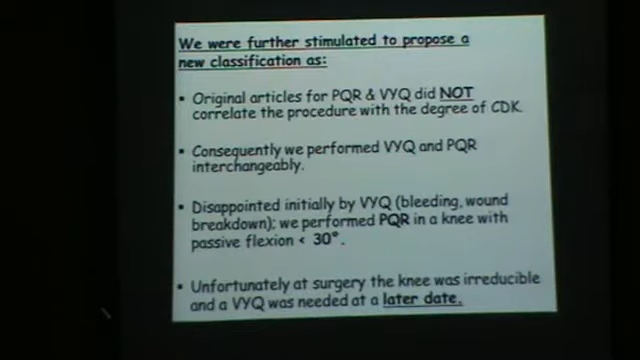 We were further stimulated to propose a
new classification as:
• Original articles for PQR & VYQ did NOT
correlate the procedure with the degree of CDK.
• Consequently we performed VYQ and PQR
interchangeably.
• Disappointed initially by VYQ (bleeding, wound
breakdown); we performed PQR in a knee with
passive flexion < 30°.
• Unfortunately at surgery the knee was irreducible
and a VYQ was needed at a later date.